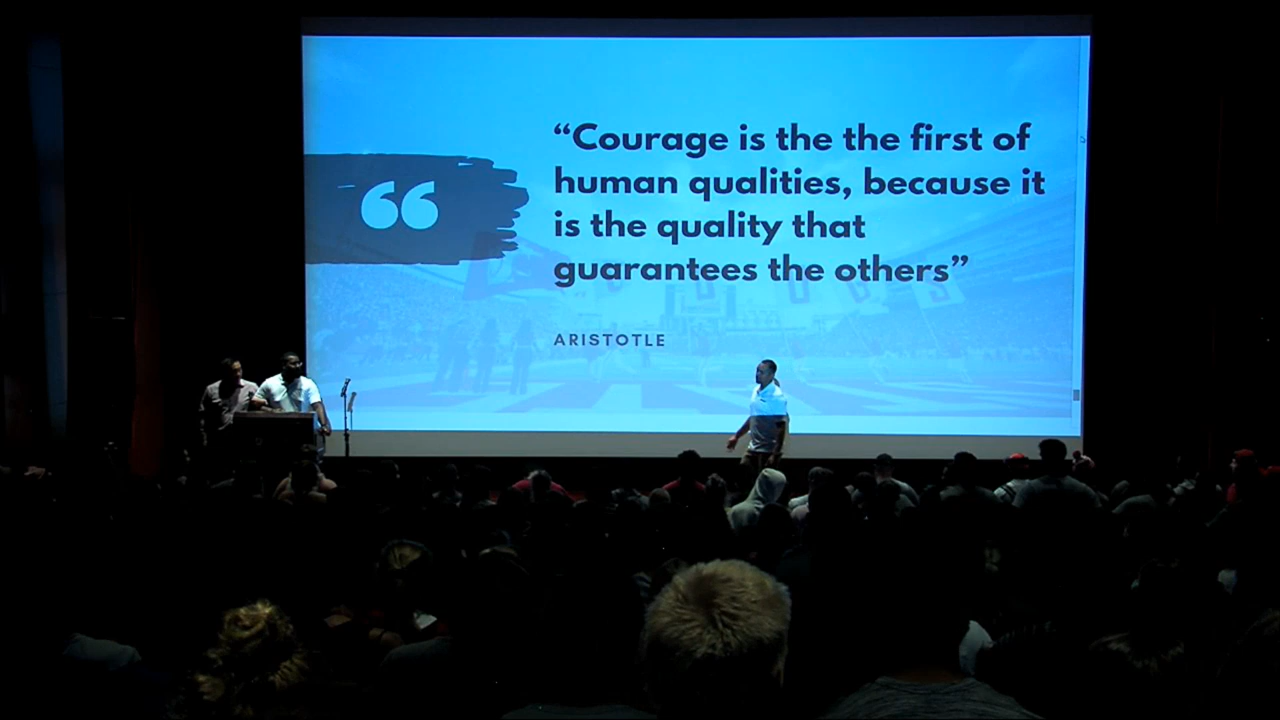 “Courage is the the first of
human qualities, because it
is the quality that
guarantees the others”
ARISTOTLE